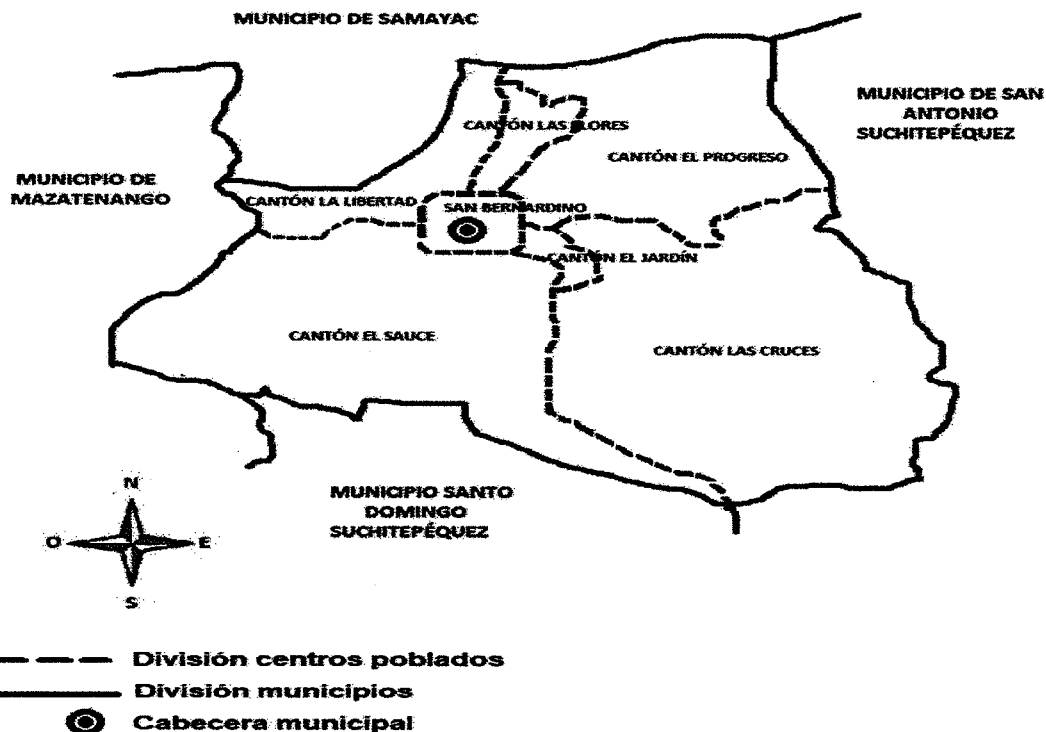 MUNICIPIO DE SAMAYAC
MUNICIPIO DE SAN
ANTONIO
SUCHITEPÉQUEZ
CANTÓN LAS FLORES
CANTÓN EL PROGRESO
MUNICIPIO DE
MAZATENANGO
CANTÓN LA LIBERTAD
SAN BERNARDINO
CANTÓN EL JARDÍN
CANTÓN EL SAUCE
CANTÓN LAS CRUCES
MUNICIPIO SANTO
DOMINGO
SUCHITEPÉQUEZ
N
O
E
S
División centros poblados
División municipios
Cabecera municipal